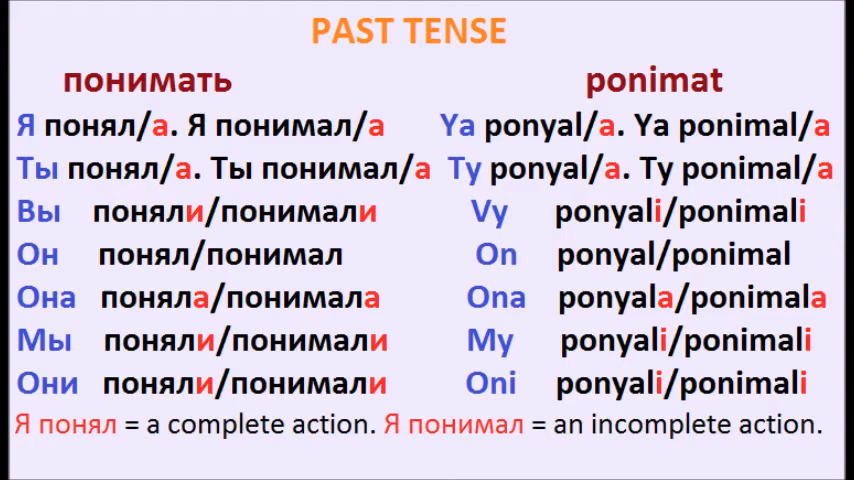 PAST TENSE
понимать ponimat
Я понял/а. Я понимал/а Ya ponyal/a. Ya ponimal/a
Ты понял/а. Ты понимал/а Ty ponyal/a. Ty ponimal/a
Вы поняли/понимали Vy ponyali/ponimali
Он понял/понимал On ponyal/ponimal
Она поняла/понимала Ona ponyala/ponimala
Мы поняли/понимали My ponyali/ponimali
Они поняли/понимали Oni ponyali/ponimali
Я понял = a complete action. Я понимал = an incomplete action.